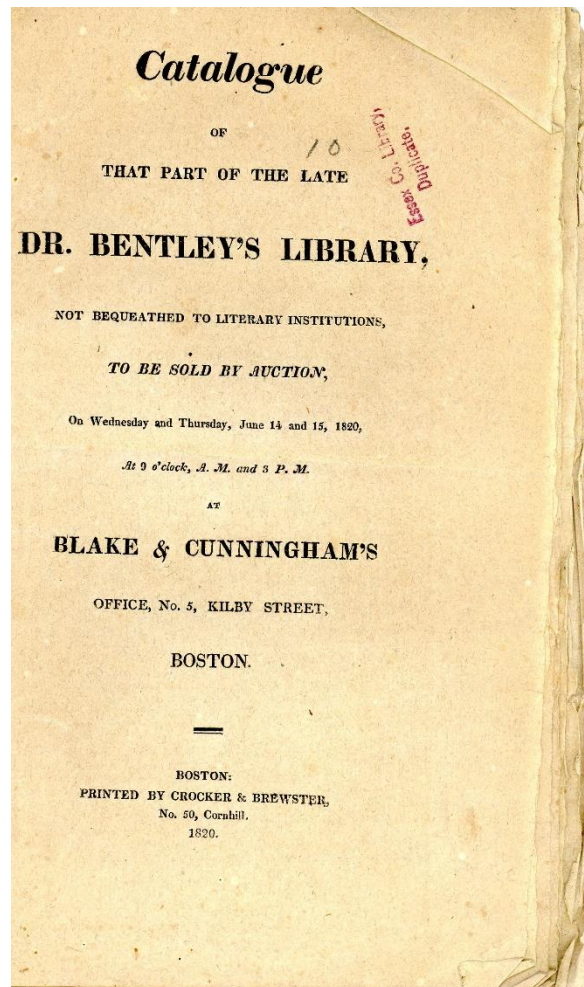 Catalogue
OF
10
THAT PART OF THE LATE
Essex Co. Library,
Duplicate.
DR. BENTLEY'S LIBRARY,
NOT BEQUEATHED TO LITERARY INSTITUTIONS,
TO BE SOLD BY AUCTION,
On Wednesday and Thursday, June 14 and 15, 1820,
At 9 o'clock, A. M. and 3 P. M.
AT
BLAKE & CUNNINGHAM'S
OFFICE, No. 5, KILBY STREET,
BOSTON.
BOSTON:
PRINTED BY CROCKER & BREWSTER,
No. 50, Cornhill.
1820.